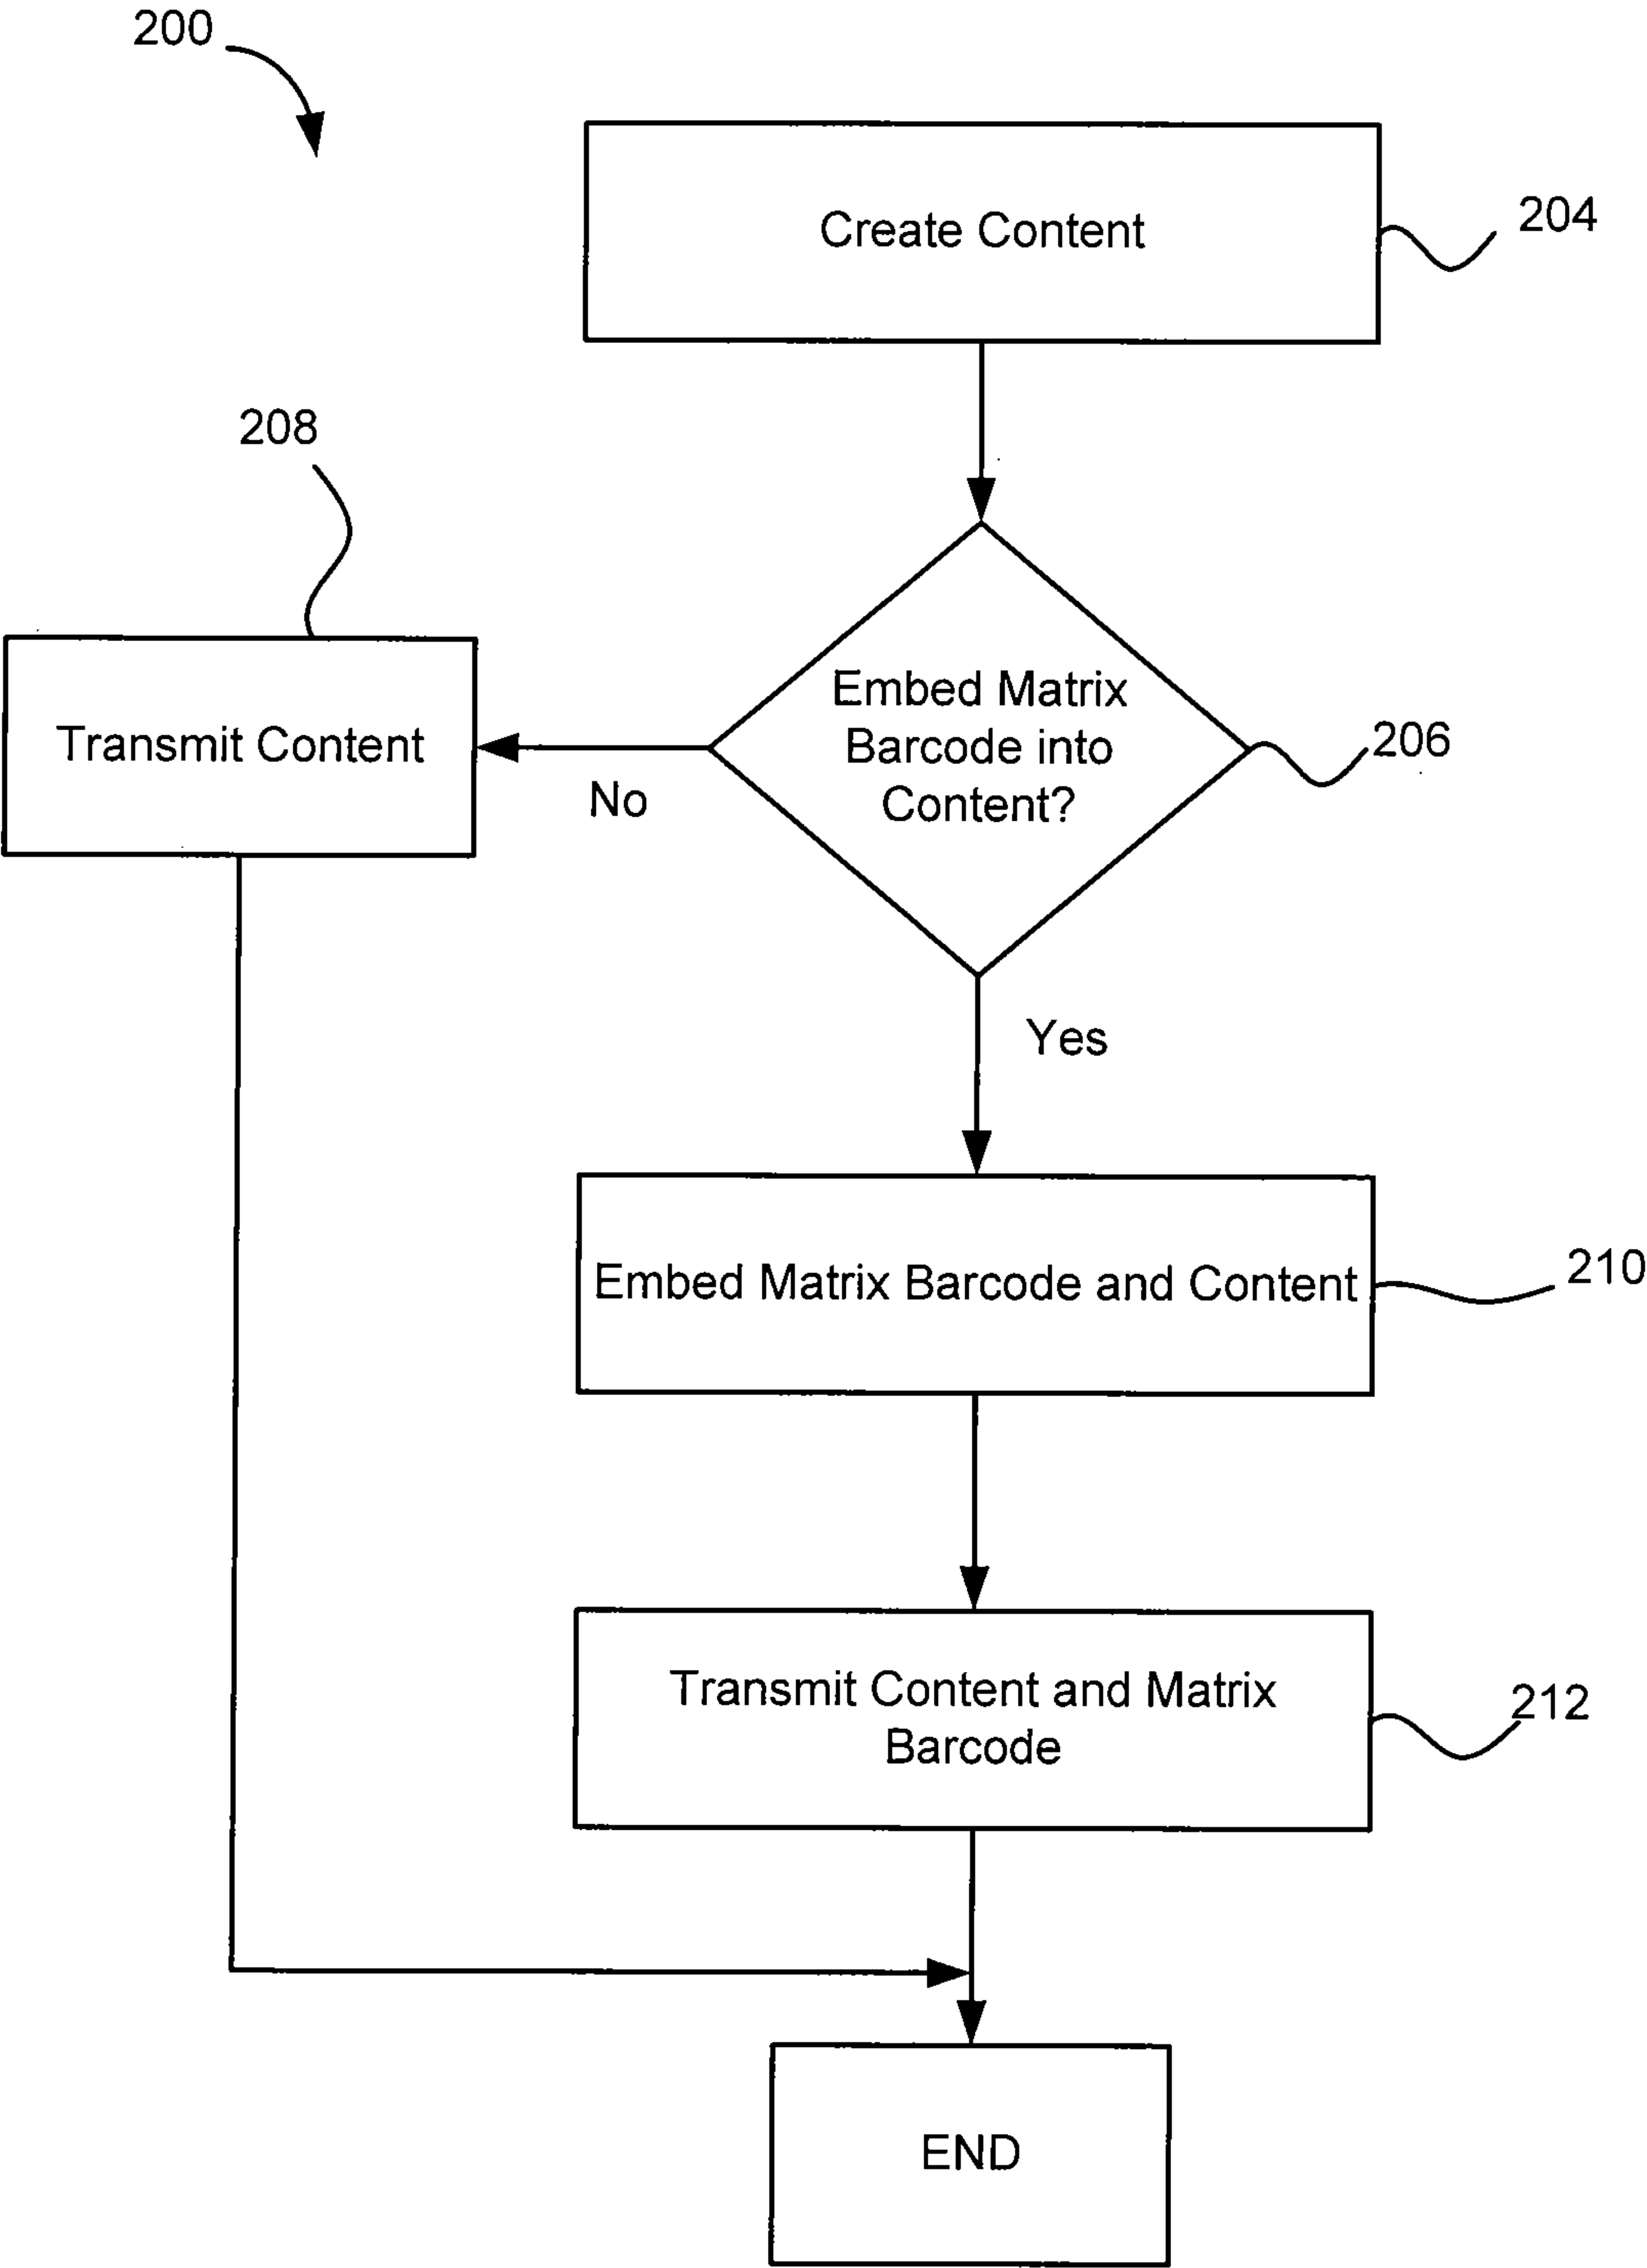 200
Create Content
204
208
Embed Matrix
Barcode into
Content?
206
Transmit Content
No
Yes
Embed Matrix Barcode and Content
210
Transmit Content and Matrix
Barcode
212
END